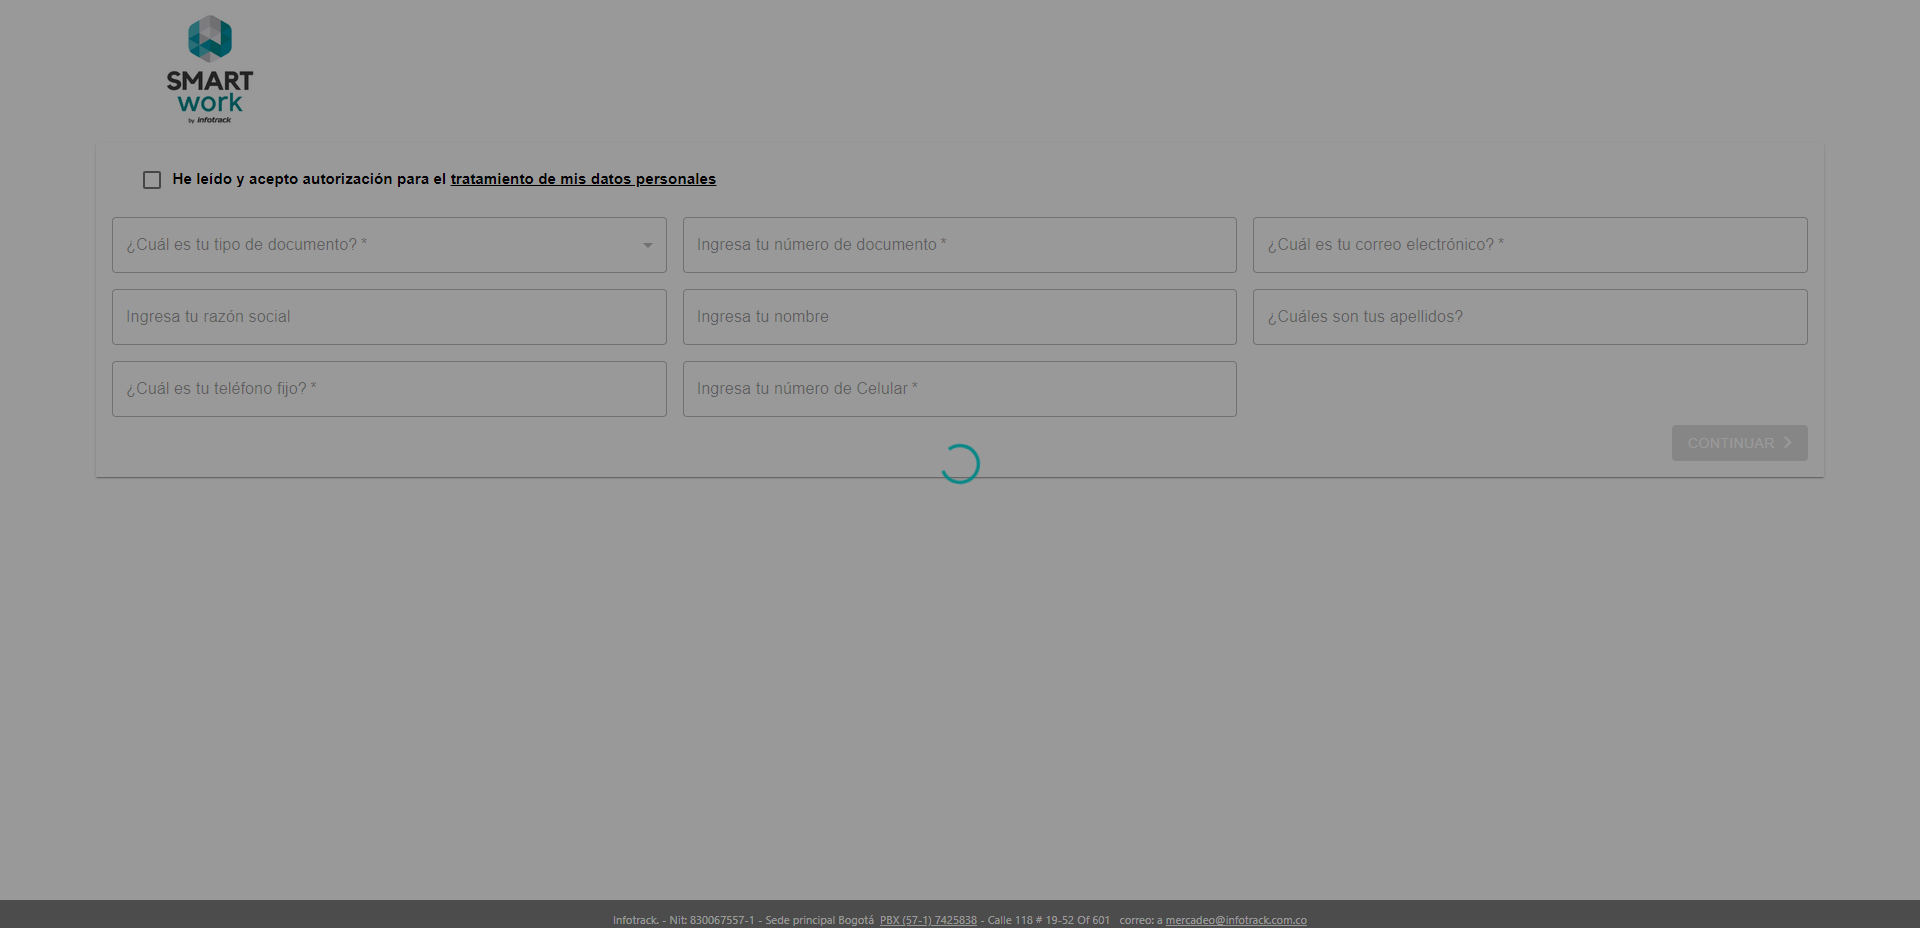 SMART
work
by infotrack
He leído y acepto autorización para el tratamiento de mis datos personales
¿Cuál es tu tipo de documento? *
Ingresa tu número de documento *
¿Cuál es tu correo electrónico? *
Ingresa tu razón social
Ingresa tu nombre
¿Cuáles son tus apellidos?
¿Cuál es tu teléfono fijo? *
Ingresa tu número de Celular *
CONTINUAR
Infotrack. - Nit: 830067557-1 - Sede principal Bogotá PBX (57-1) 7425838 - Calle 118 # 19-52 Of 601 correo: a mercadeo@infotrack.com.co